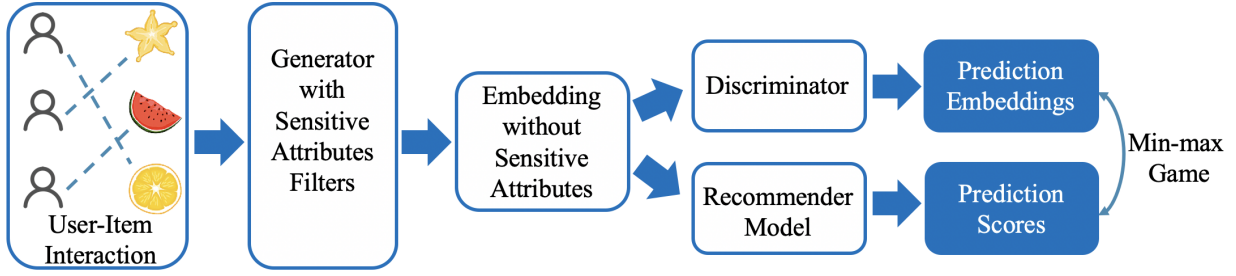 User-Item
Interaction
Generator
with
Sensitive
Attributes
Filters
Embedding
without
Sensitive
Attributes
Discriminator
Prediction
Embeddings
Recommender
Model
Prediction
Scores
Min-max
Game